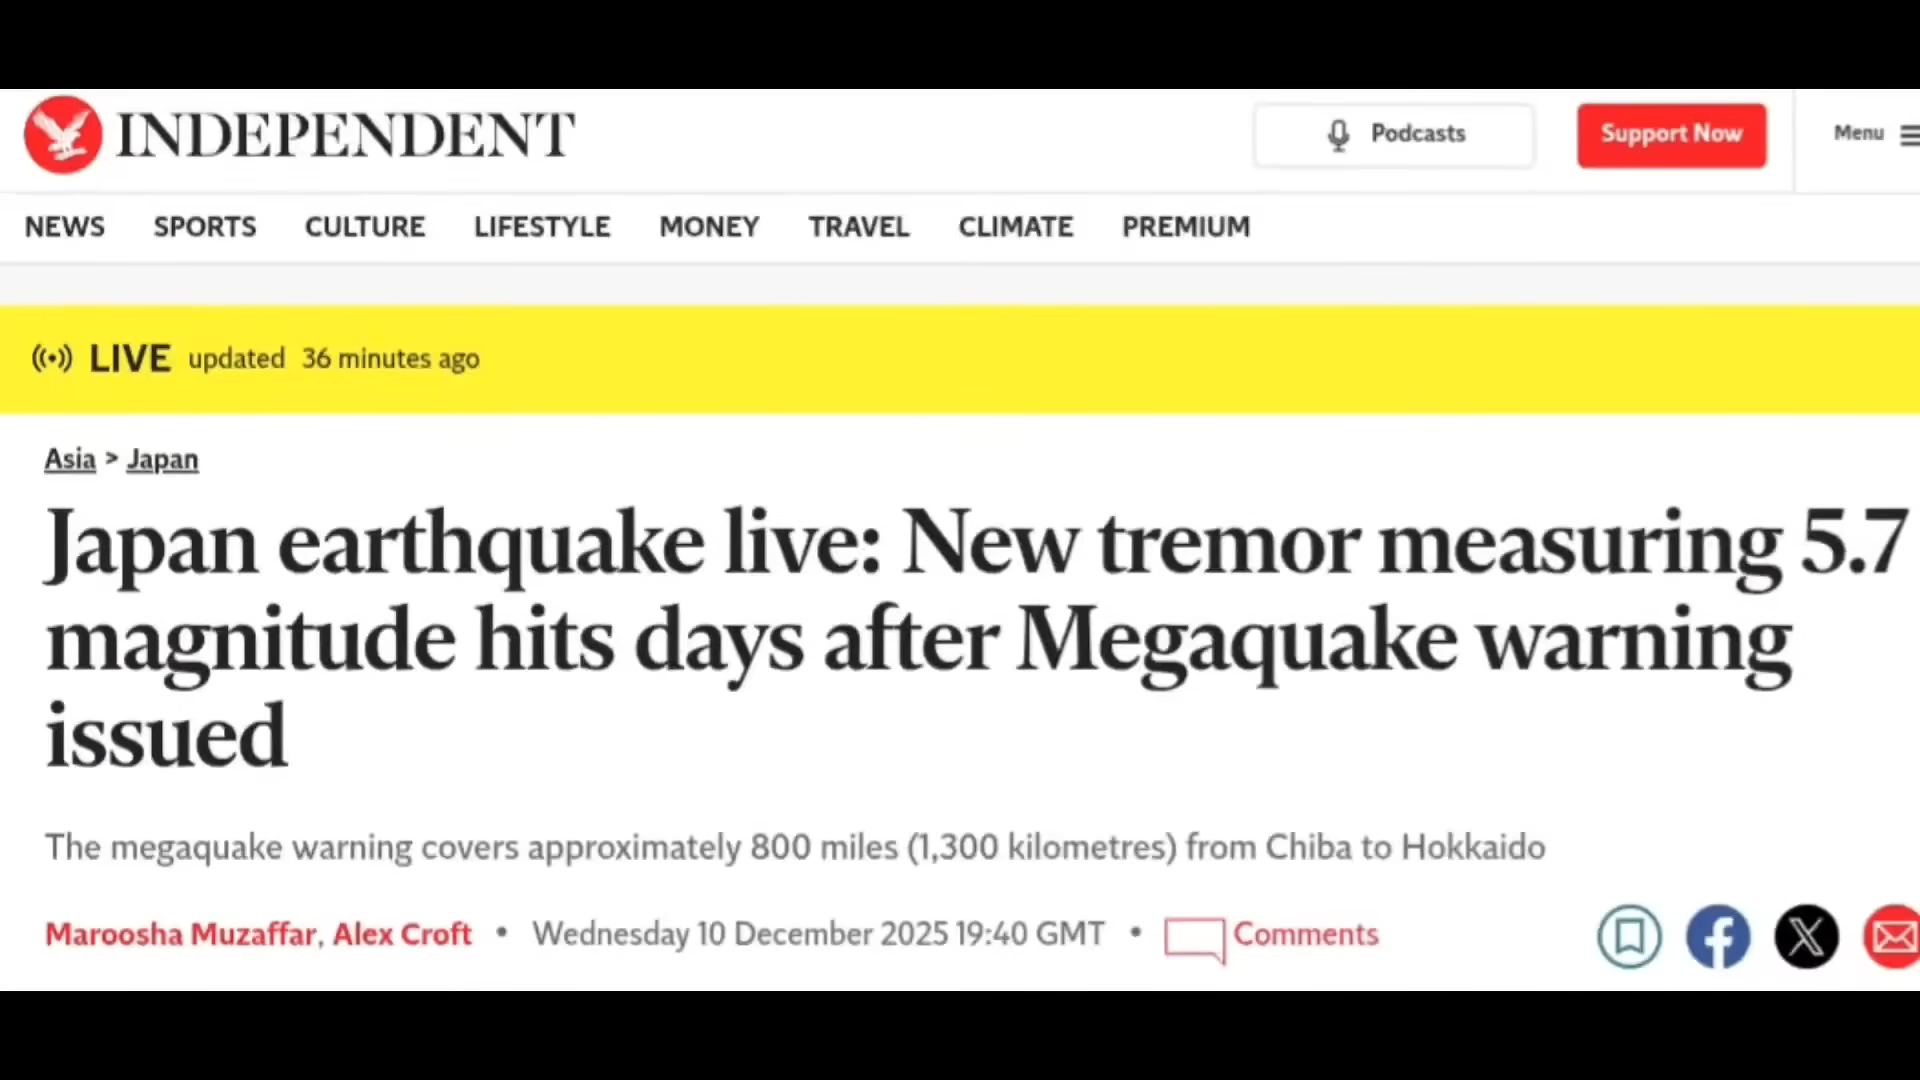 INDEPENDENT
Podcasts
Support Now
Menu
NEWS SPORTS CULTURE LIFESTYLE MONEY TRAVEL CLIMATE PREMIUM
LIVE updated 36 minutes ago
Asia > Japan
Japan earthquake live: New tremor measuring 5.7
magnitude hits days after Megaquake warning
issued
The megaquake warning covers approximately 800 miles (1,300 kilometres) from Chiba to Hokkaido
Maroosha Muzaffar, Alex Croft • Wednesday 10 December 2025 19:40 GMT • Comments